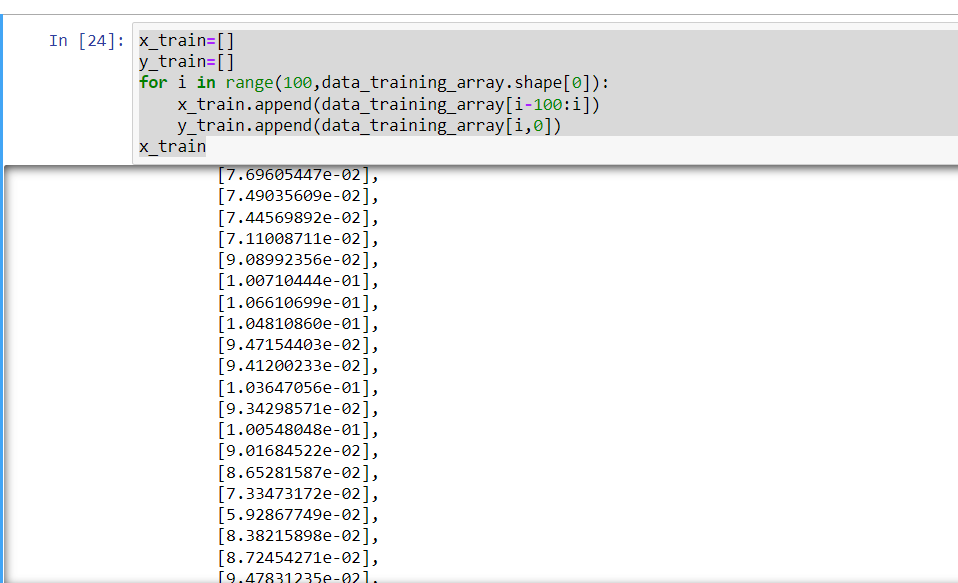 In [24]: x_train=[]
y_train=[]
for i in range(100,data_training_array.shape[0]):
    x_train.append(data_training_array[i-100:i])
    y_train.append(data_training_array[i,0])
x_train
[7.69605447e-02],
[7.49035609e-02],
[7.44569892e-02],
[7.11008711e-02],
[9.08992356e-02],
[1.00710444e-01],
[1.06610699e-01],
[1.04810860e-01],
[9.47154403e-02],
[9.41200233e-02],
[1.03647056e-01],
[9.34298571e-02],
[1.00548048e-01],
[9.01684522e-02],
[8.65281587e-02],
[7.33473172e-02],
[5.92867749e-02],
[8.38215898e-02],
[8.72454271e-02],
[9.47831235e-02],